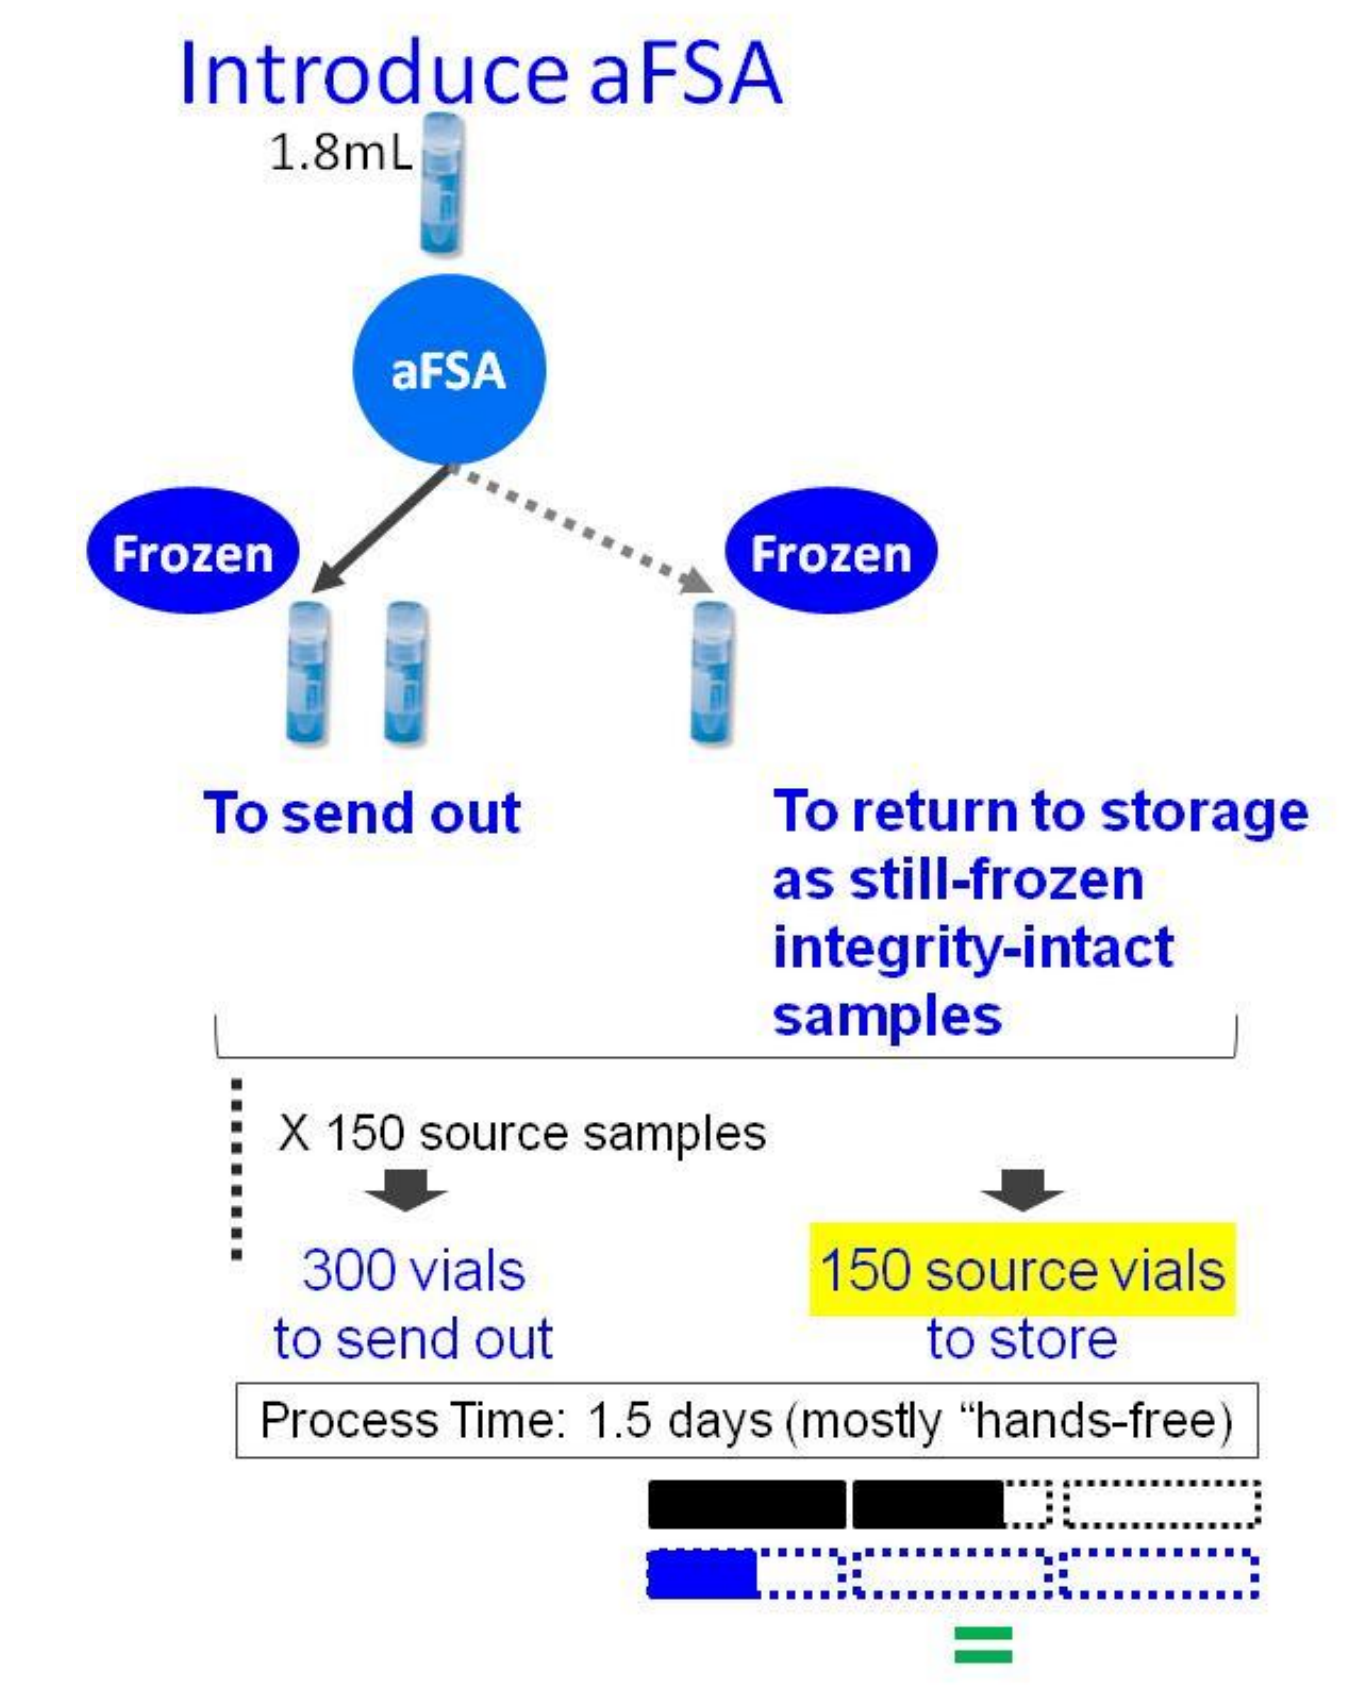 Introduce aFSA
1.8mL
aFSA
Frozen
Frozen
To send out
To return to storage
as still-frozen
integrity-intact
samples
X 150 source samples
300 vials
to send out
150 source vials
to store
Process Time: 1.5 days (mostly “hands-free)
=